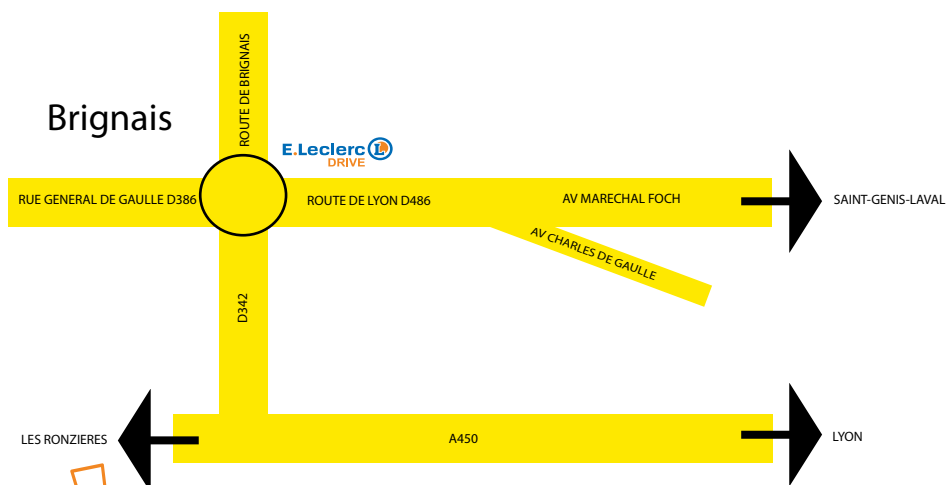 ROUTE DE BRIGNAIS
Brignais
E.Leclerc L
DRIVE
RUE GENERAL DE GAULLE D386
ROUTE DE LYON D486
AV MARECHAL FOCH
SAINT-GENIS-LAVAL
AV CHARLES DE GAULLE
D342
LES RONZIERES
A450
LYON